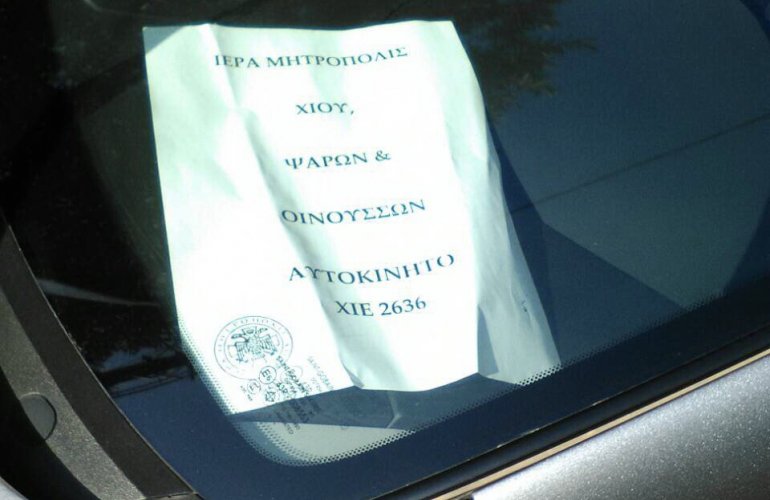 ΙΕΡΑ ΜΗΤΡΟΠΟΛΙΣ
ΧΙΟΥ,
ΨΑΡΩΝ &
ΟΙΝΟΥΣΣΩΝ
ΑΥΤΟΚΙΝΗΤΟ
ΧΙΕ 2636